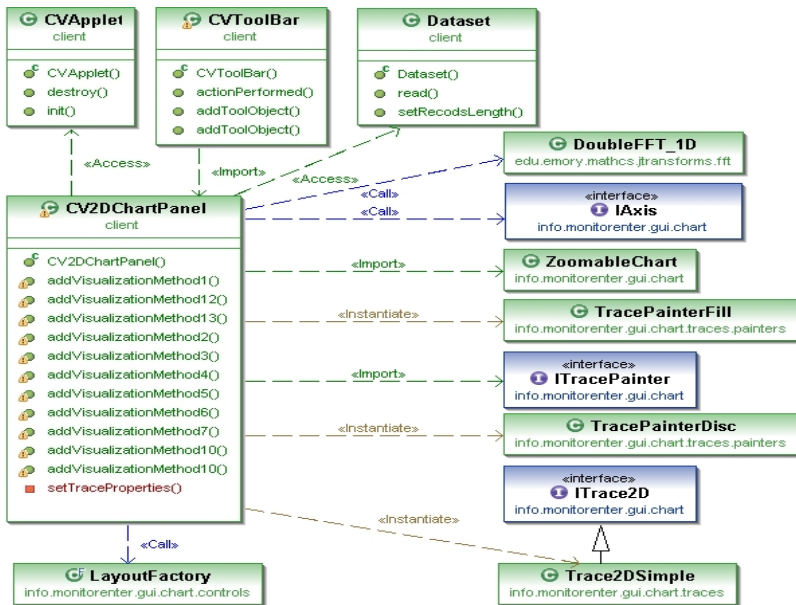 CVApplet
client
CVApplet()
destroy()
init()
CVToolBar
client
CVToolBar()
actionPerformed()
addToolObject()
addToolObject()
Dataset
client
Dataset()
read()
setRecodsLength()
«Access»
«Import»
«Access»
«Call»
«Call»
DoubleFFT_1D
edu.emory.mathcs.jtransforms.fft
«interface»
IAxis
info.monitorenter.gui.chart
CV2DChartPanel
client
CV2DChartPanel()
addVisualizationMethod1()
addVisualizationMethod12()
addVisualizationMethod13()
addVisualizationMethod2()
addVisualizationMethod3()
addVisualizationMethod4()
addVisualizationMethod5()
addVisualizationMethod6()
addVisualizationMethod7()
addVisualizationMethod10()
addVisualizationMethod10()
setTraceProperties()
«Import»
ZoomableChart
info.monitorenter.gui.chart
«Instantiate»
TracePainterFill
info.monitorenter.gui.chart.traces.painters
«Import»
«interface»
ITracePainter
info.monitorenter.gui.chart
«Instantiate»
TracePainterDisc
info.monitorenter.gui.chart.traces.painters
«interface»
ITrace2D
info.monitorenter.gui.chart
«Instantiate»
«Call»
LayoutFactory
info.monitorenter.gui.chart.controls
Trace2DSimple
info.monitorenter.gui.chart.traces